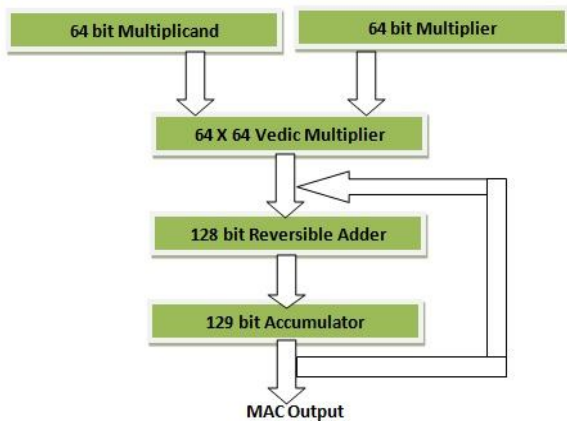 64 bit Multiplicand
64 bit Multiplier
64 X 64 Vedic Multiplier
128 bit Reversible Adder
129 bit Accumulator
MAC Output